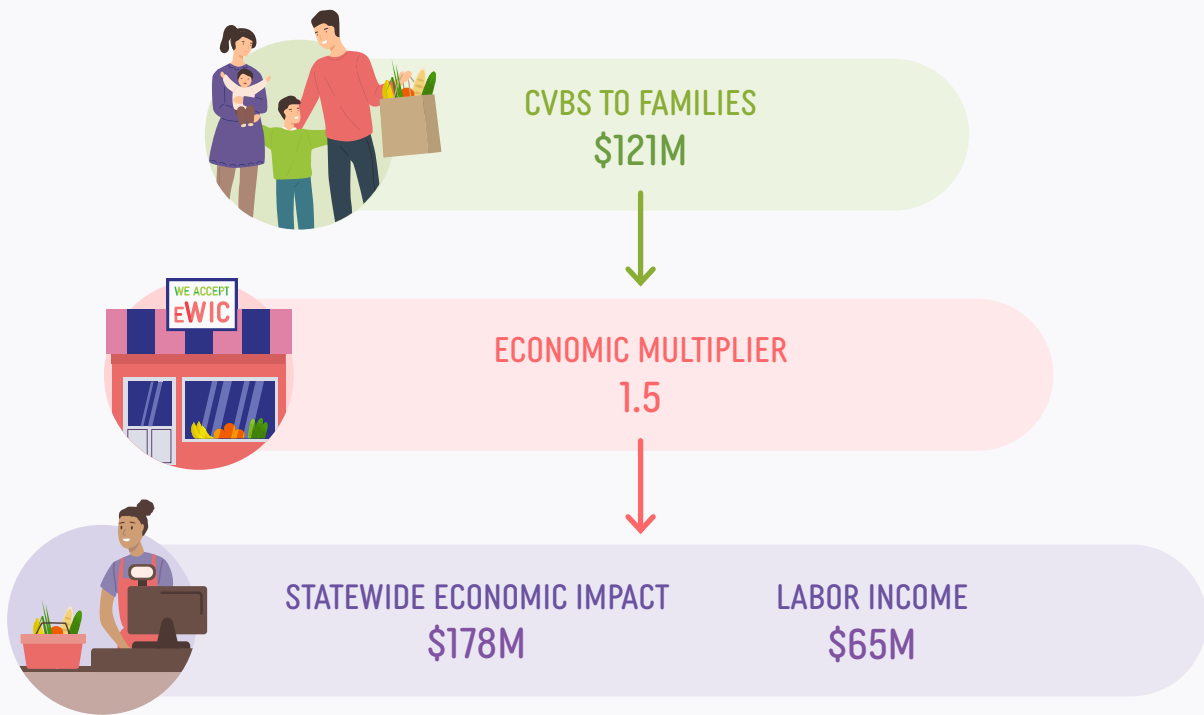 CVBS TO FAMILIES
$121M
WE ACCEPT
eWIC
ECONOMIC MULTIPLIER
1.5
STATEWIDE ECONOMIC IMPACT
$178M
LABOR INCOME
$65M